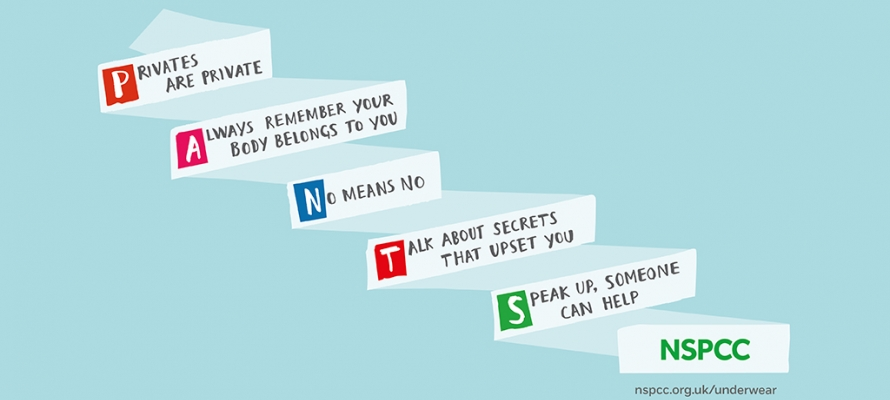 PRIVATES
ARE PRIVATE
ALWAYS REMEMBER YOUR
BODY BELONGS TO YOU
NO MEANS NO
TALK ABOUT SECRETS
THAT UPSET YOU
SPEAK UP, SOMEONE
CAN HELP
NSPCC
nspcc.org.uk/underwear